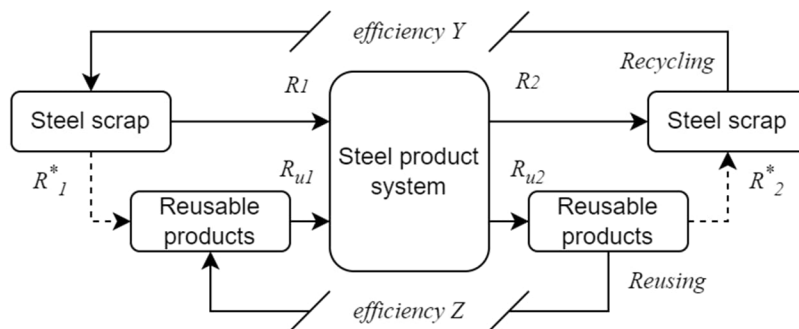 efficiency Y
Recycling
R1
R2
Steel scrap
Steel scrap
Steel product
system
R*1
Ru1
Ru2
R*2
Reusable
products
Reusable
products
Reusing
efficiency Z